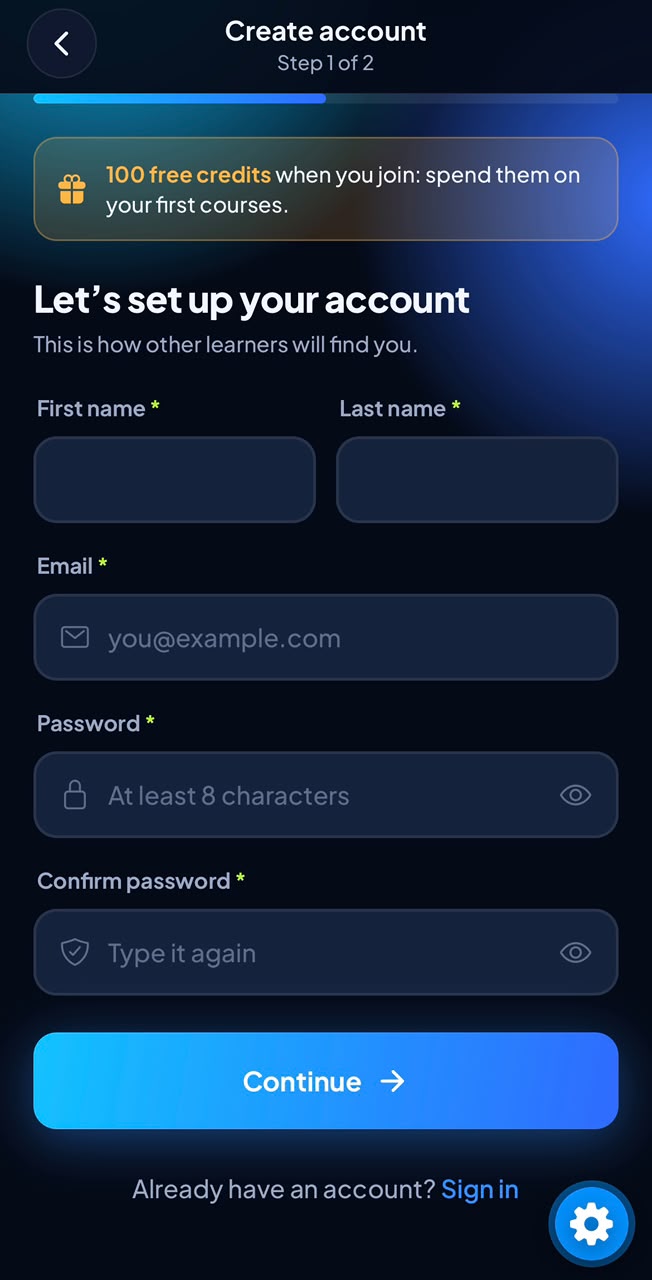 Create account
Step 1 of 2
100 free credits when you join: spend them on
your first courses.
Let’s set up your account
This is how other learners will find you.
First name *
Last name *
Email *
you@example.com
Password *
At least 8 characters
Confirm password *
Type it again
Continue →
Already have an account? Sign in